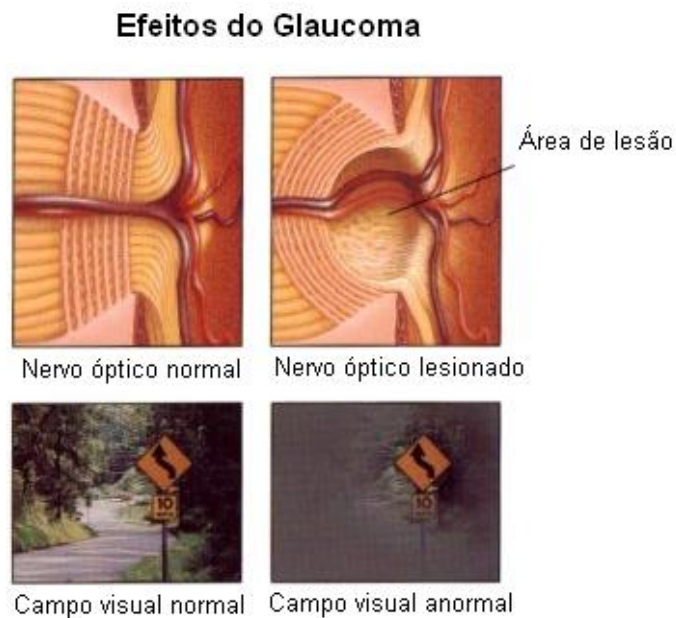 Efeitos do Glaucoma
Área de lesão
Nervo óptico normal
Nervo óptico lesionado
10
10
Campo visual normal
Campo visual anormal